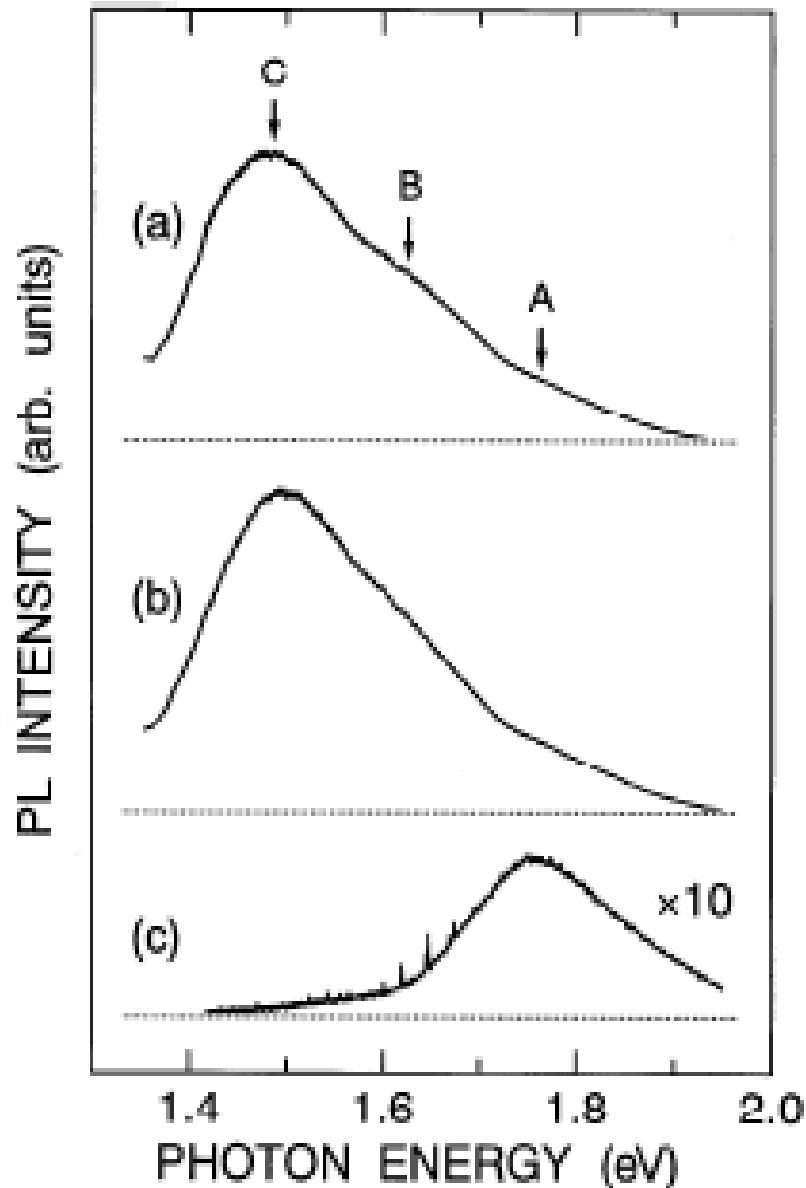 C
B
(a)
A
(b)
(c)
×10
PL INTENSITY (arb. units)
1.4 1.6 1.8 2.0
PHOTON ENERGY (eV)